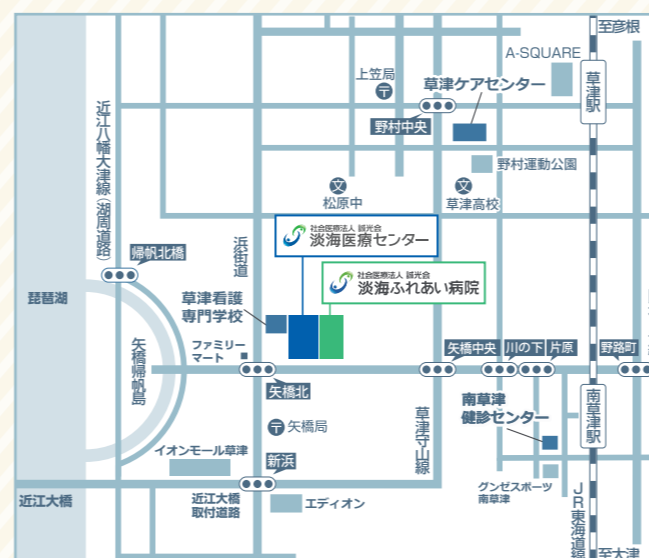 至彦根
A-SQUARE
上笠局
草津ケアセンター
草津駅
野村中央
野村運動公園
近江八幡大津線(湖周道路)
文
松原中
文
草津高校
社会医療法人 誠光会
淡海医療センター
浜街道
帰帆北橋
社会医療法人 誠光会
淡海ふれあい病院
琵琶湖
草津看護
専門学校
矢橋帰帆島
ファミリー
マート
矢橋中央
川の下
片原
野路町
矢橋北
南草津
健診センター
南草津駅
草津守山線
矢橋局
イオンモール草津
新浜
グンゼスポーツ
南草津
近江大橋
近江大橋
取付道路
エディオン
JR東海道線
至大津